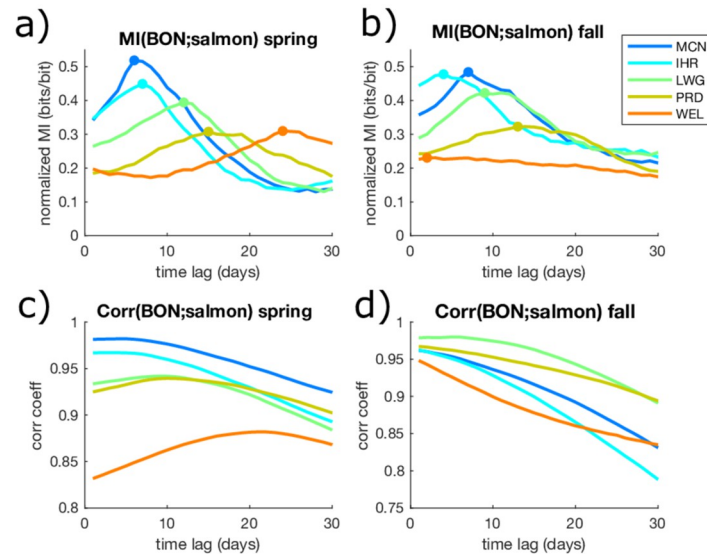 a)
MI(BON;salmon) spring
normalized MI (bits/bit)
0.5
0.4
0.3
0.2
0.1
0
0 10 20 30
time lag (days)
b)
MI(BON;salmon) fall
normalized MI (bits/bit)
0.5
0.4
0.3
0.2
0.1
0
0 10 20 30
time lag (days)
MCN
IHR
LWG
PRD
WEL
c)
Corr(BON;salmon) spring
corr coeff
1
0.95
0.9
0.85
0.8
0 10 20 30
time lag (days)
d)
Corr(BON;salmon) fall
corr coeff
1
0.95
0.9
0.85
0.8
0.75
0 10 20 30
time lag (days)